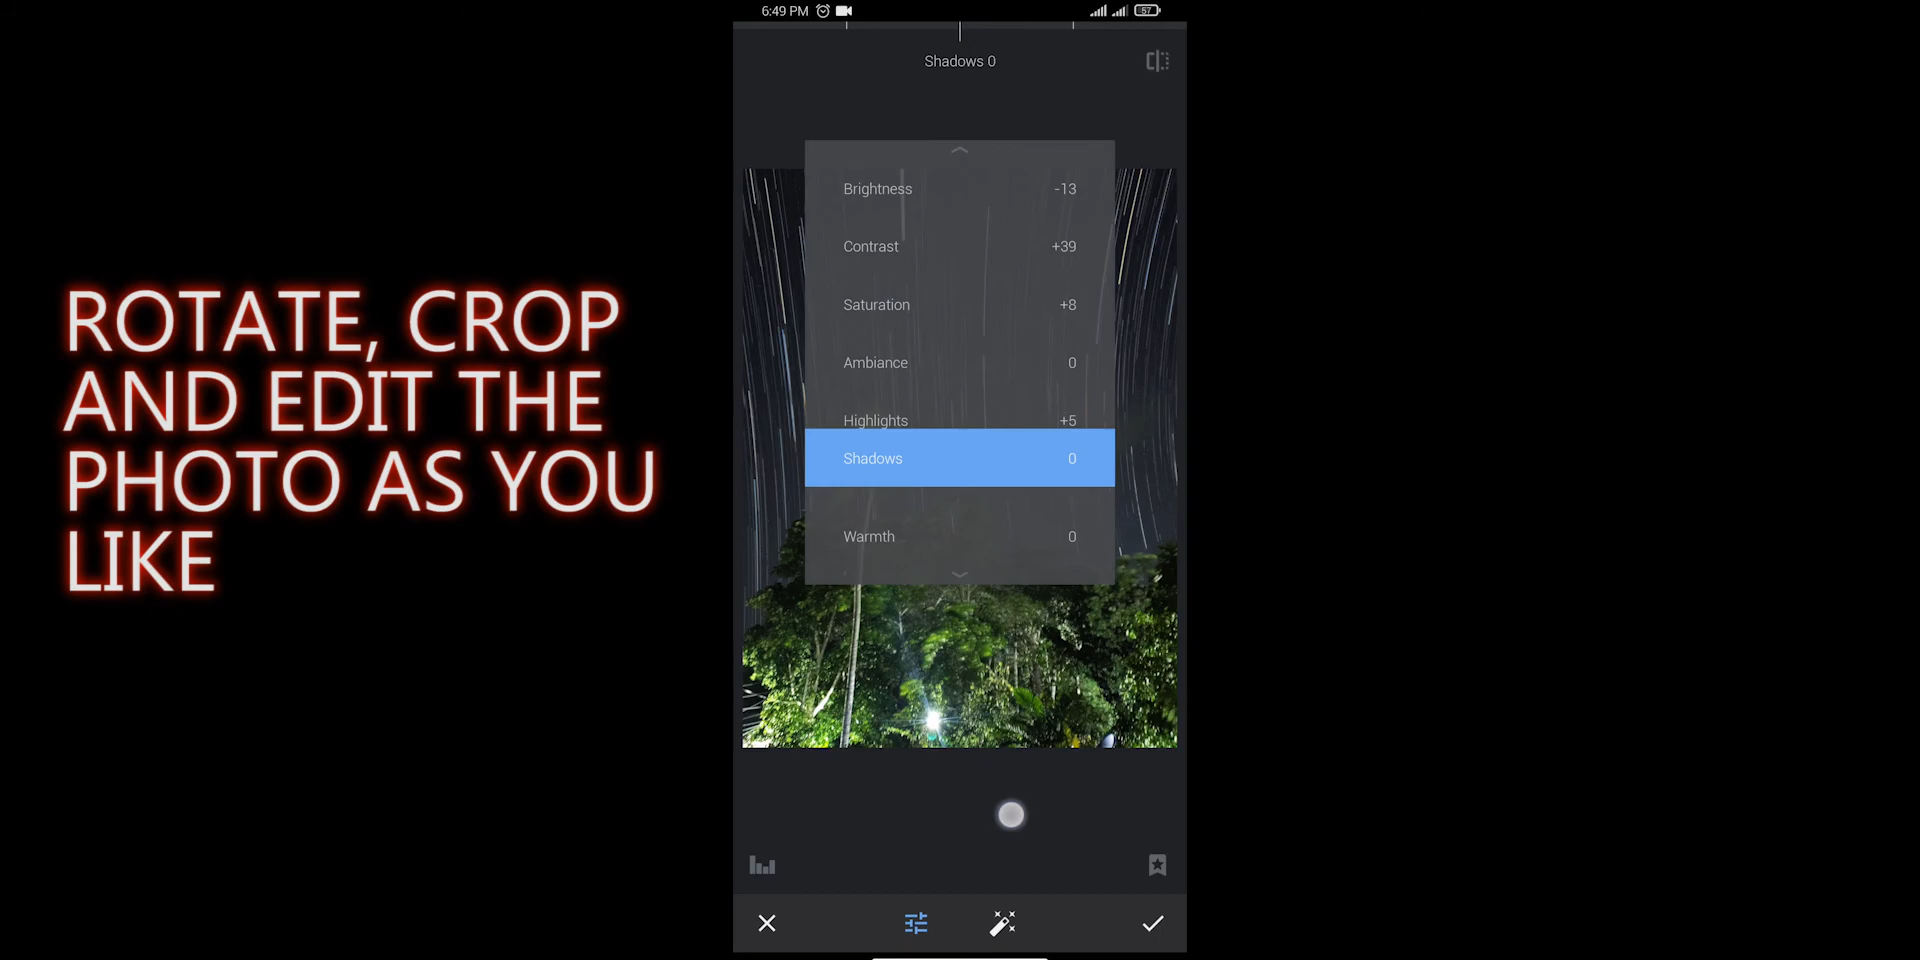 6:49 PM
57
Shadows 0
Brightness -13
Contrast +39
Saturation +8
Ambiance 0
Highlights +5
Shadows 0
Warmth 0
ROTATE, CROP
AND EDIT THE
PHOTO AS YOU
LIKE